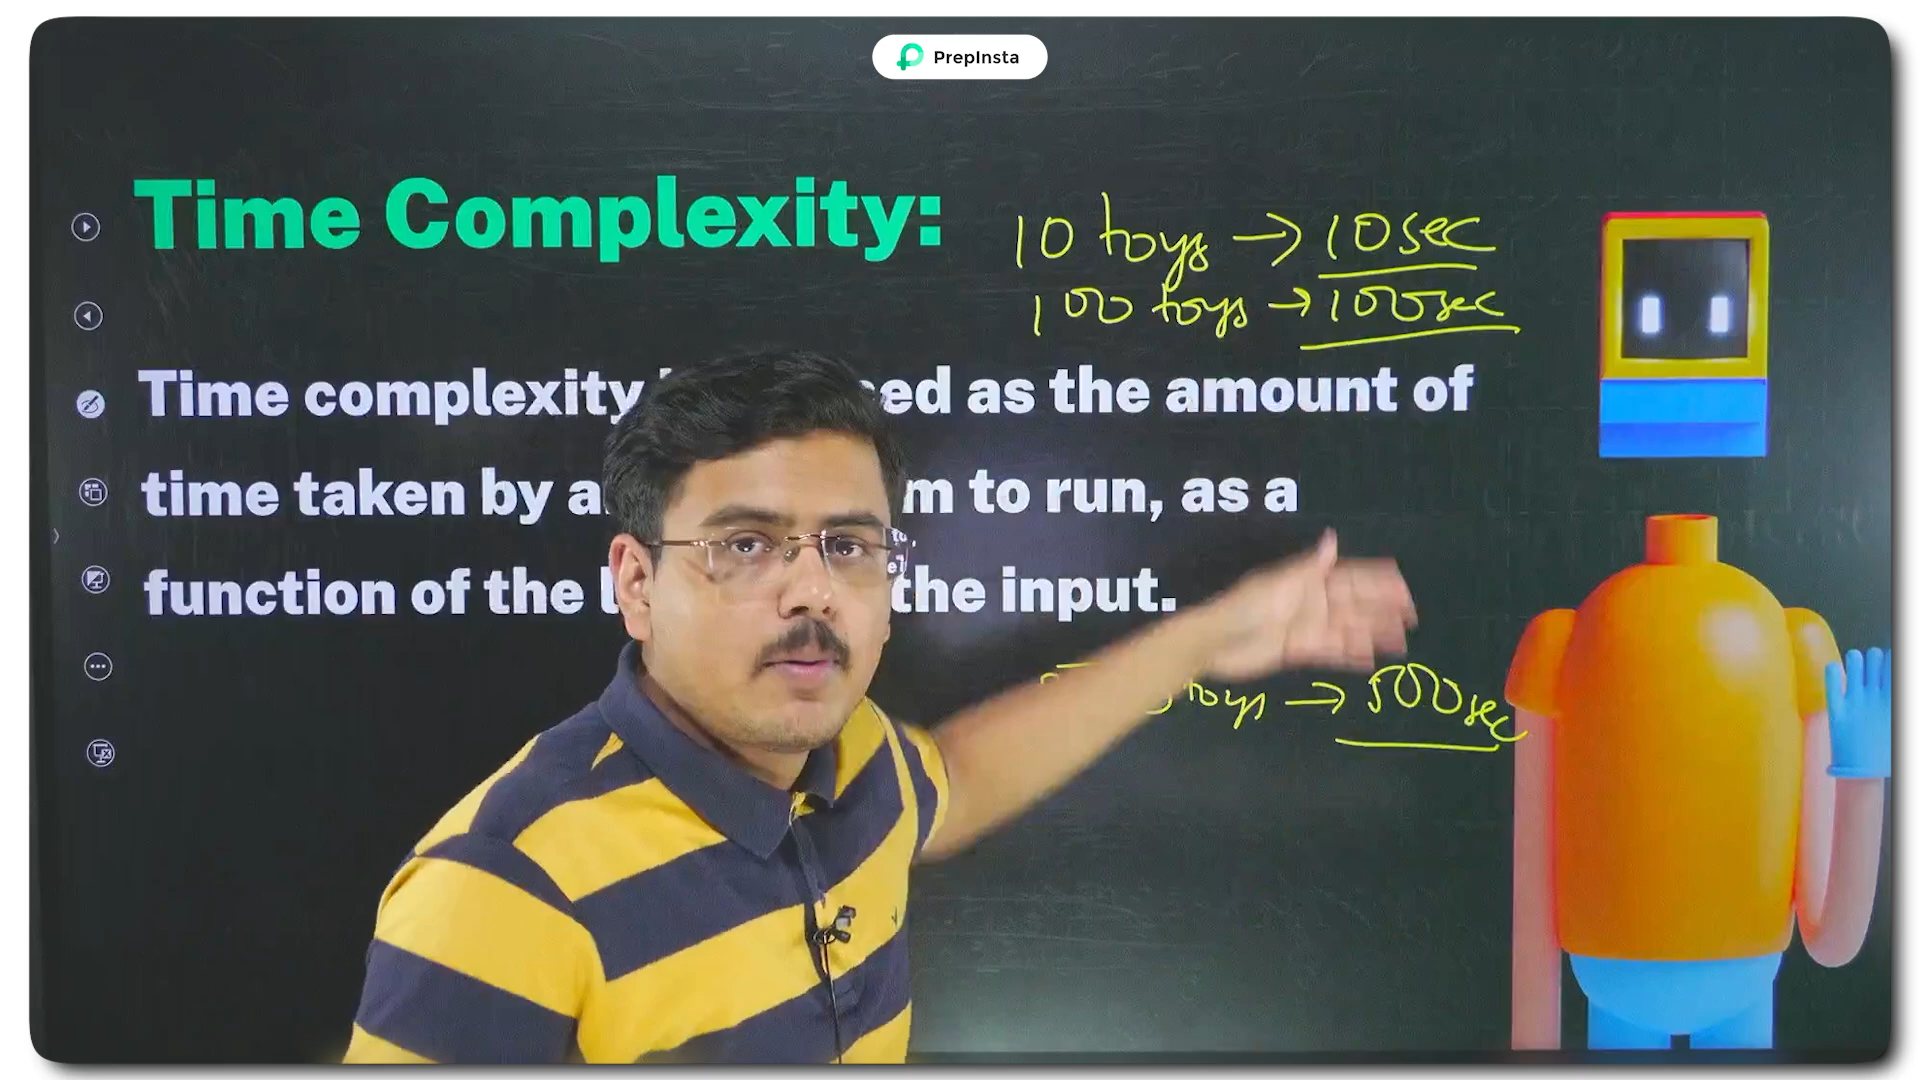 PrepInsta
Time Complexity:
10 toys → 10sec
100 toys → 100sec
Time complexity as the amount of
time taken by to run, as a
function of the the input.
toys → 500sec